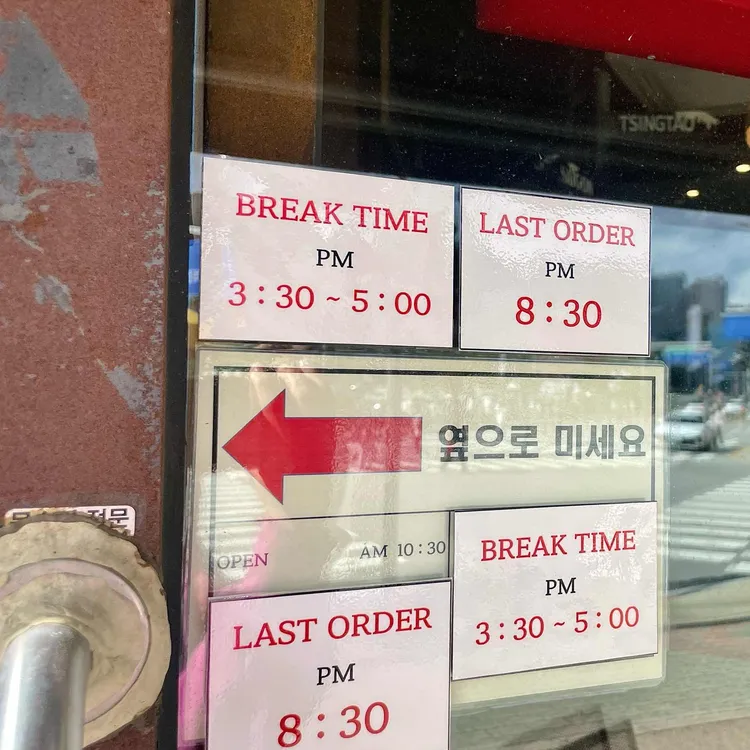 TSINGTAO
BREAK TIME
PM
3 : 30 ~ 5 : 00
LAST ORDER
PM
8 : 30
옆으로 미세요
OPEN
AM 10 : 30
BREAK TIME
PM
3 : 30 ~ 5 : 00
LAST ORDER
PM
8 : 30